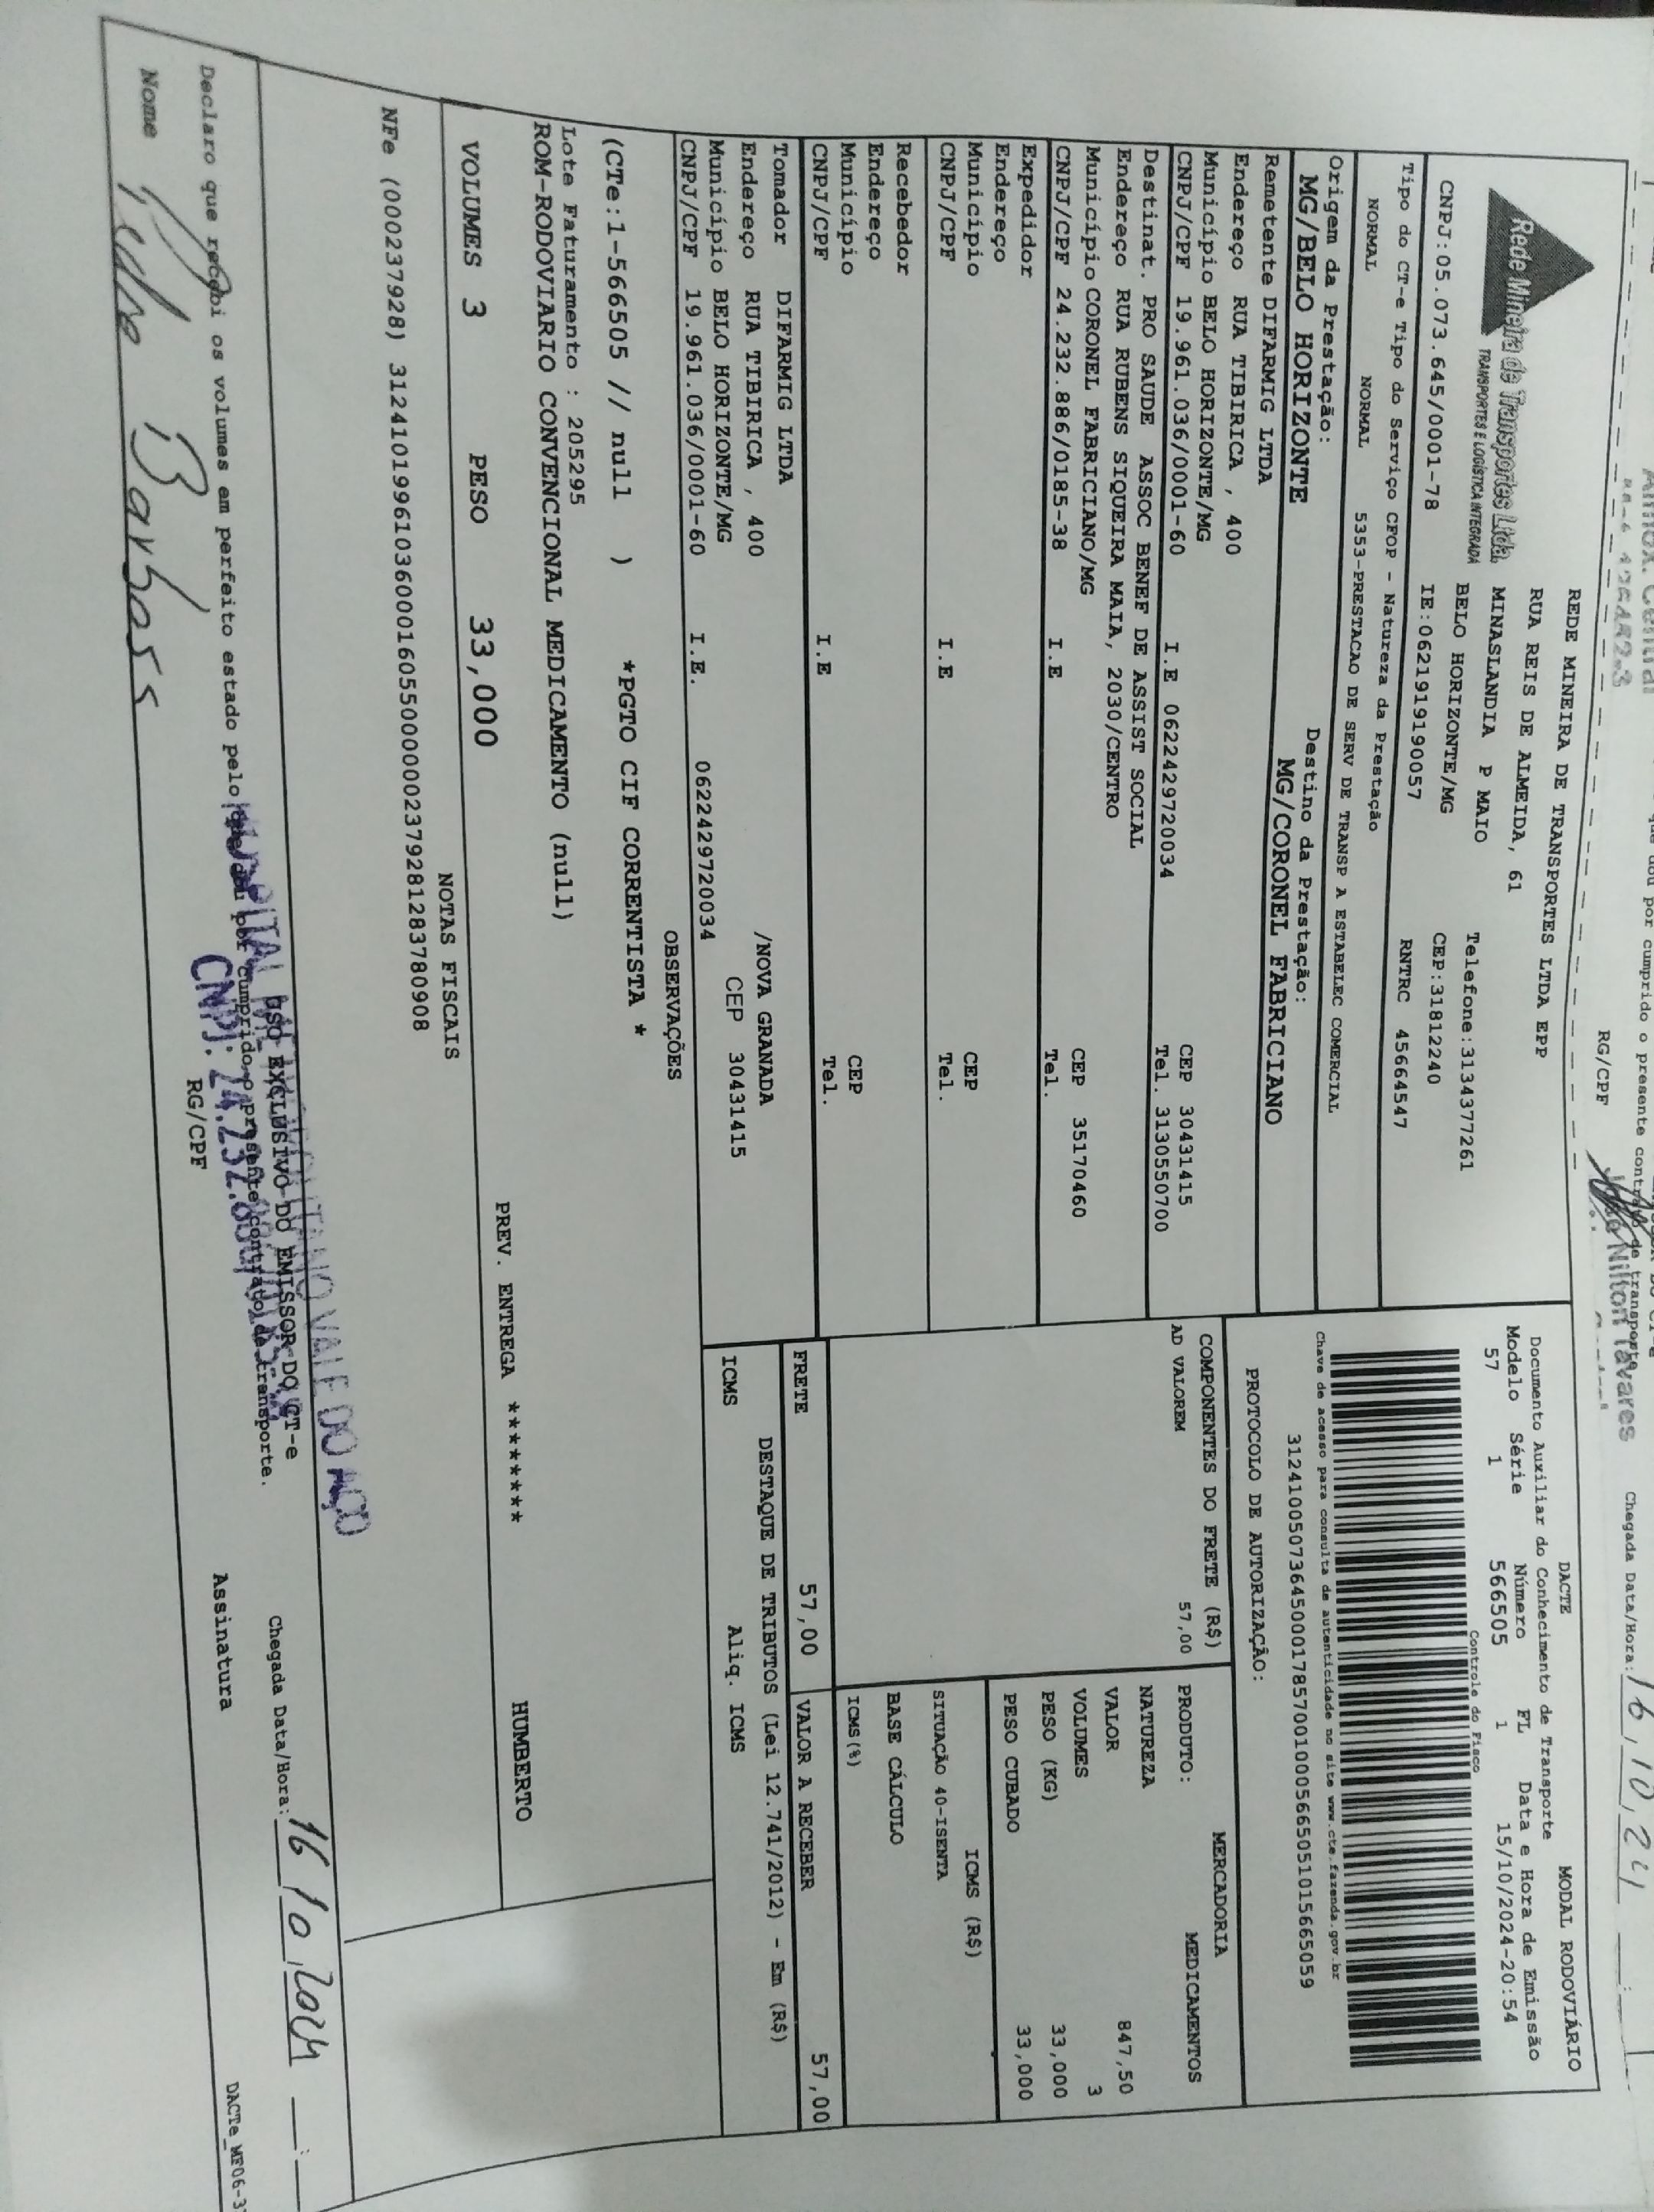 RG/CPF
Chegada Data/Hora: 16,10,24
Nilton Tavares
Rede Mineira de Transportes Ltda.
TRANSPORTES E LOGÍSTICA INTEGRADA
REDE MINEIRA DE TRANSPORTES LTDA EPP
RUA REIS DE ALMEIDA, 61
MINASLANDIA P MAIO
Telefone:3134377261
BELO HORIZONTE/MG
CEP:31812240
CNPJ:05.073.645/0001-78
IE:0621919190057
RNTRC 45664547
DACTE
MODAL RODOVIÁRIO
Documento Auxiliar do Conhecimento de Transporte
Modelo Série Número FL Data e Hora de Emissão
57 1 566505 1 15/10/2024-20:54
Controle do Fisco
Tipo do CT-e Tipo do Serviço CFOP - Natureza da Prestação
NORMAL NORMAL 5353-PRESTACAO DE SERV DE TRANSP A ESTABELEC COMERCIAL
Chave de acesso para consulta de autenticidade no site www.cte.fazenda.gov.br
31241005073645000178570010005665051015665059
PROTOCOLO DE AUTORIZAÇÃO:
Origem da Prestação:
MG/BELO HORIZONTE
Destino da Prestação:
MG/CORONEL FABRICIANO
Remetente DIFARMIG LTDA
Endereço RUA TIBIRICA , 400
Município BELO HORIZONTE/MG
CEP 30431415
CNPJ/CPF 19.961.036/0001-60 I.E 0622429720034 Tel. 3130550700
Destinat. PRO SAUDE ASSOC BENEF DE ASSIST SOCIAL
Endereço RUA RUBENS SIQUEIRA MAIA, 2030/CENTRO
Município CORONEL FABRICIANO/MG CEP 35170460
CNPJ/CPF 24.232.886/0185-38 I.E Tel.
Expedidor
Endereço
Município CEP
CNPJ/CPF I.E Tel.
Recebedor
Endereço
Município CEP
CNPJ/CPF I.E Tel.
Tomador DIFARMIG LTDA
Endereço RUA TIBIRICA , 400 /NOVA GRANADA
Município BELO HORIZONTE/MG CEP 30431415
CNPJ/CPF 19.961.036/0001-60 I.E. 0622429720034
COMPONENTES DO FRETE (R$)
AD VALOREM 57,00
MERCADORIA
PRODUTO: MEDICAMENTOS
NATUREZA
VALOR 847,50
VOLUMES 3
PESO (KG) 33,000
PESO CUBADO 33,000
ICMS (R$)
SITUAÇÃO 40-ISENTA
BASE CÁLCULO
ICMS(%)
FRETE 57,00
VALOR A RECEBER 57,00
DESTAQUE DE TRIBUTOS (Lei 12.741/2012) - Em (R$)
ICMS Aliq. ICMS
OBSERVAÇÕES
(CTe:1-566505 // null ) *PGTO CIF CORRENTISTA *
Lote Faturamento : 205295
ROM-RODOVIARIO CONVENCIONAL MEDICAMENTO (null)
VOLUMES 3 PESO 33,000 PREV. ENTREGA ******* HUMBERTO
NOTAS FISCAIS
NFe (000237928) 31241019961036000160550000002379281283780908
USO EXCLUSIVO DO EMISSOR DO CT-e
Declaro que recebi os volumes em perfeito estado pelo que dou por cumprido o presente contrato de transporte.
Chegada Data/Hora: 16/10,2024 :
HOSPITAL METROPOLITANO VALE DO AÇO
CNPJ: 24.232.886/0185-38
Nome Pedro Barbosa
RG/CPF
Assinatura